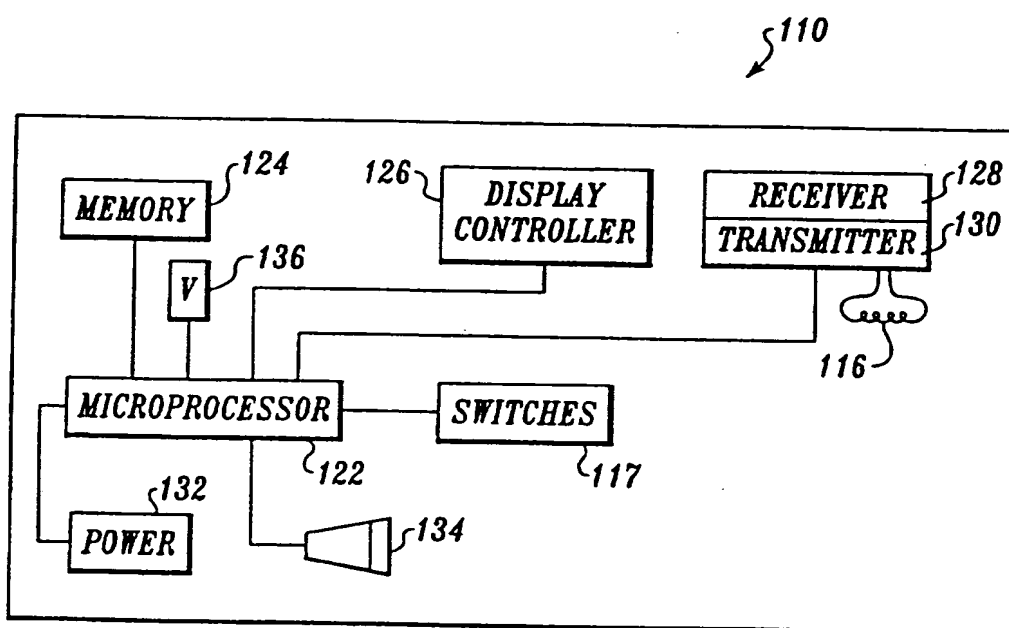 110
124
MEMORY
126
DISPLAY
CONTROLLER
RECEIVER
128
TRANSMITTER
130
136
V
116
MICROPROCESSOR
122
SWITCHES
117
132
POWER
134